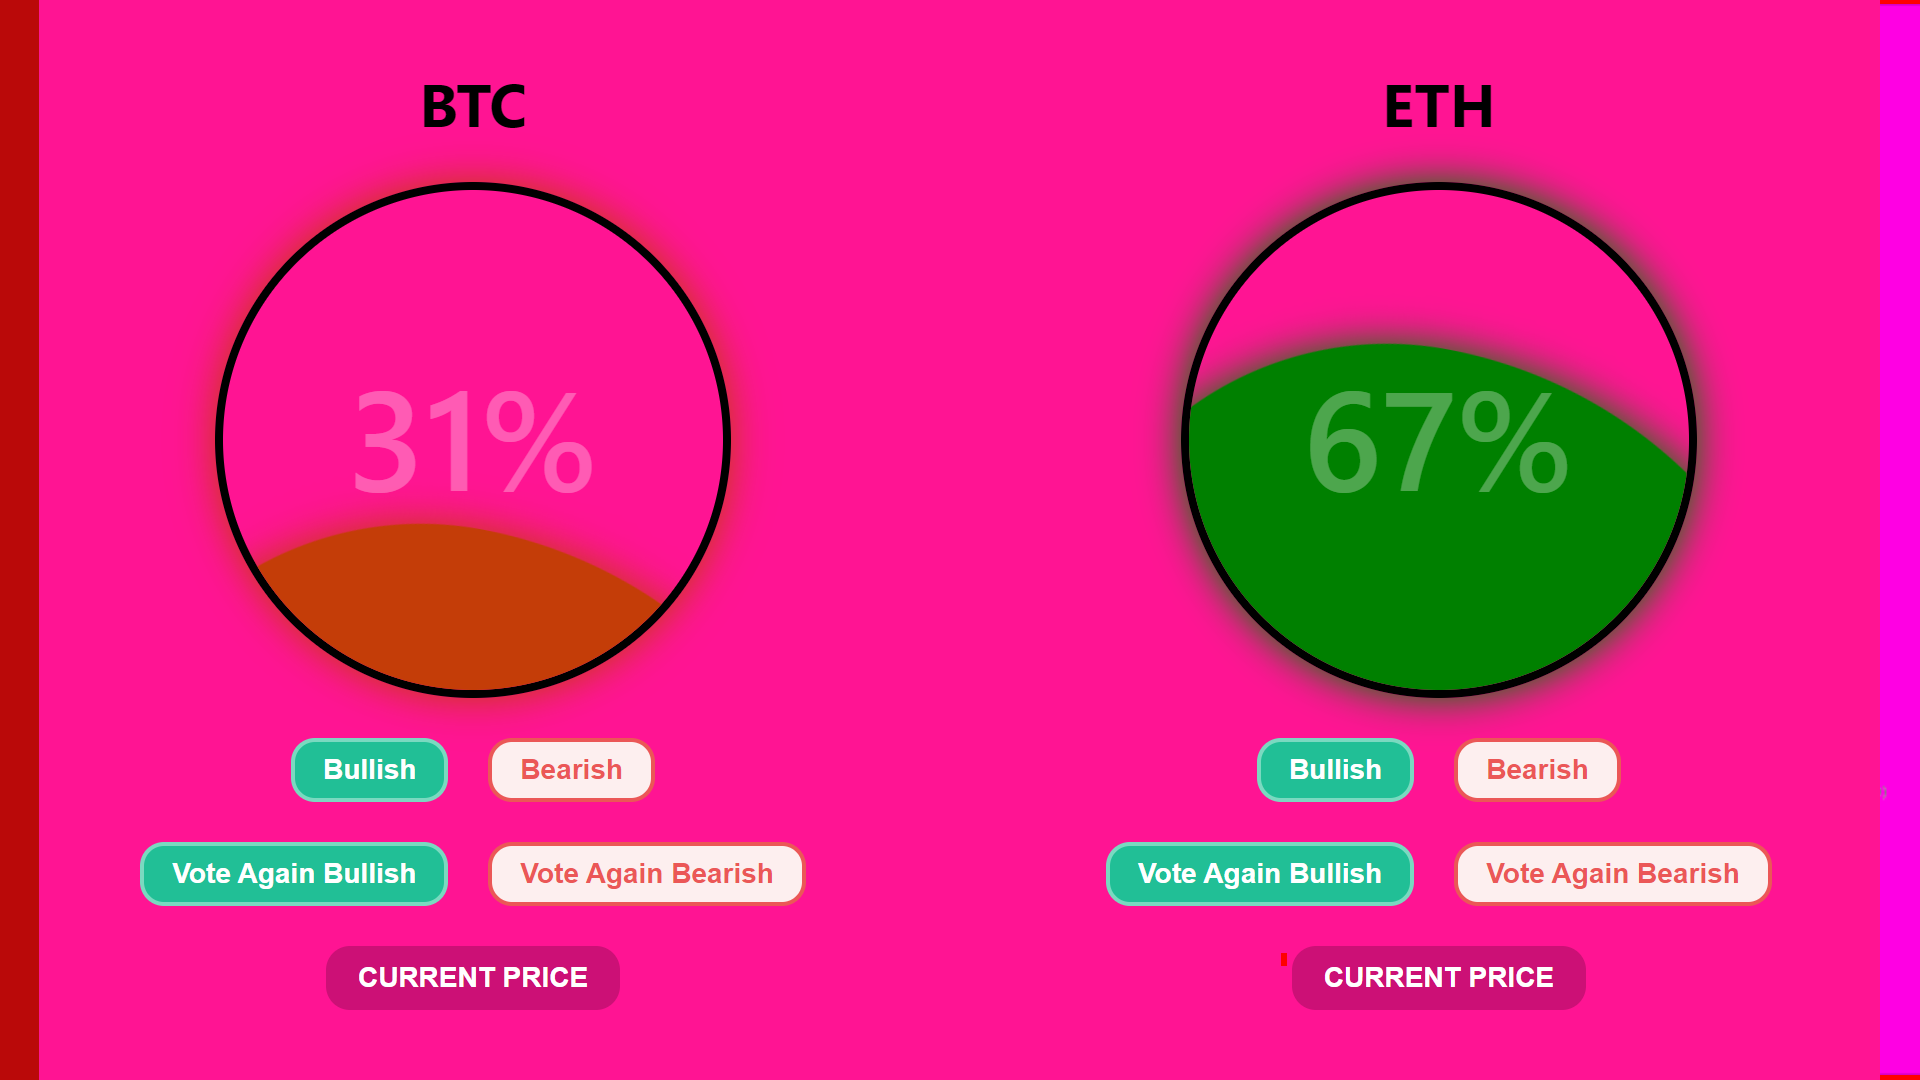 BTC
31%
Bullish
Bearish
Vote Again Bullish
Vote Again Bearish
CURRENT PRICE
ETH
67%
Bullish
Bearish
Vote Again Bullish
Vote Again Bearish
CURRENT PRICE